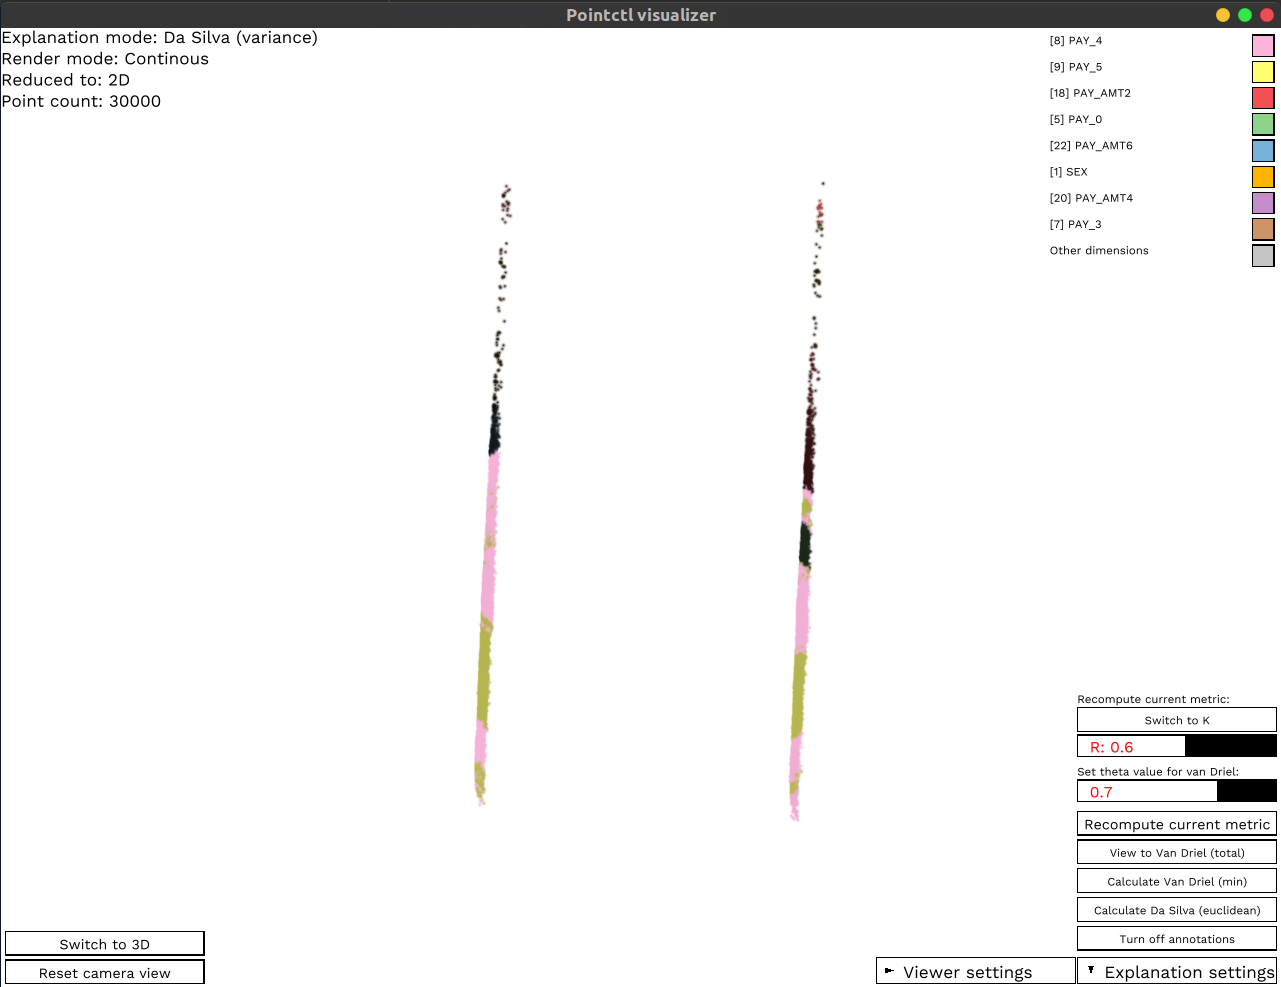 Pointctl visualizer
Explanation mode: Da Silva (variance)
Render mode: Continous
Reduced to: 2D
Point count: 30000
[8] PAY_4
[9] PAY_5
[18] PAY_AMT2
[5] PAY_0
[22] PAY_AMT6
[1] SEX
[20] PAY_AMT4
[7] PAY_3
Other dimensions
Recompute current metric:
Switch to K
R: 0.6
Set theta value for van Driel:
0.7
Recompute current metric
View to Van Driel (total)
Calculate Van Driel (min)
Calculate Da Silva (euclidean)
Turn off annotations
Switch to 3D
Reset camera view
Viewer settings
Explanation settings